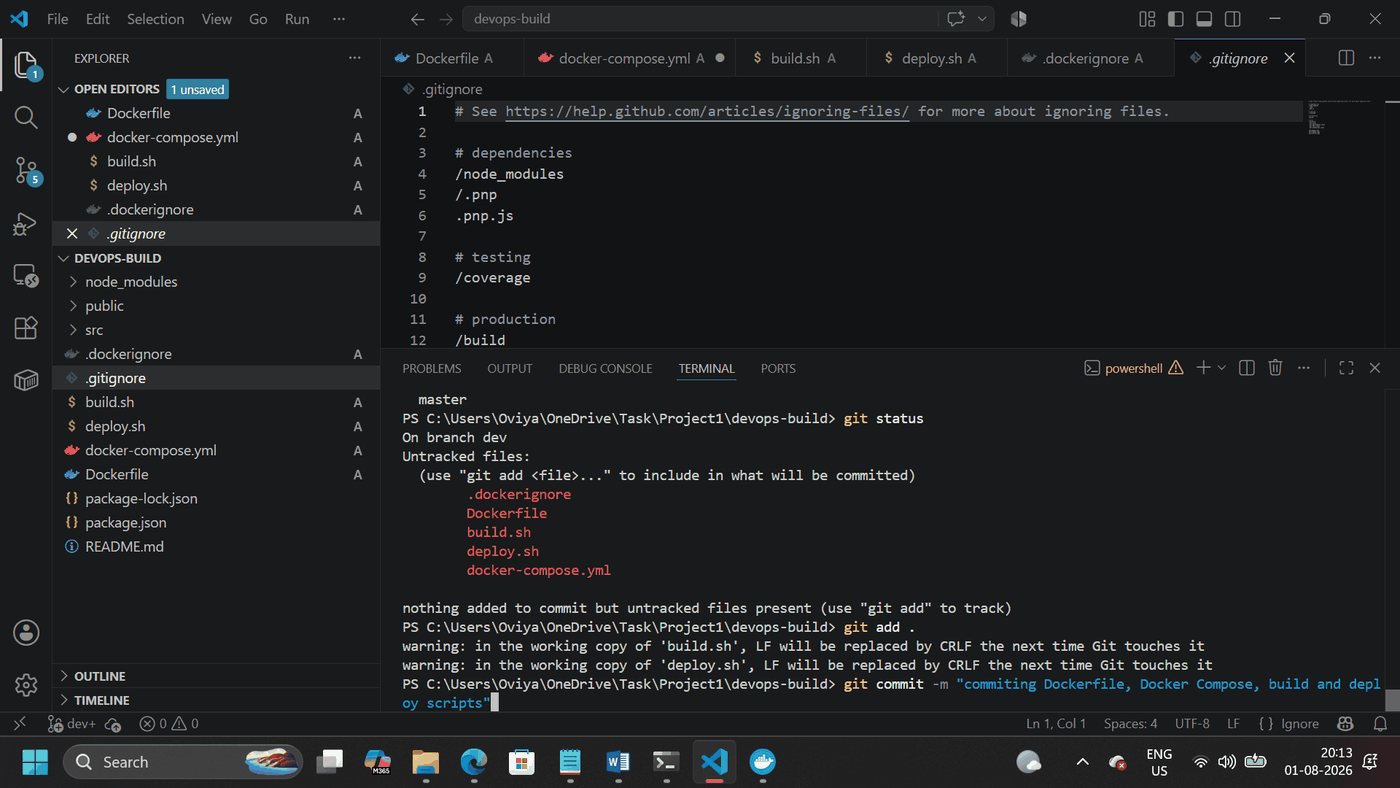 File Edit Selection View Go Run ···
devops-build
EXPLORER ···
OPEN EDITORS 1 unsaved
Dockerfile A
docker-compose.yml A
build.sh A
deploy.sh A
.dockerignore A
.gitignore
DEVOPS-BUILD
node_modules
public
src
.dockerignore A
.gitignore
build.sh A
deploy.sh A
docker-compose.yml A
Dockerfile A
package-lock.json
package.json
README.md
OUTLINE
TIMELINE
1
5
Dockerfile A docker-compose.yml A build.sh A deploy.sh A .dockerignore A .gitignore
.gitignore
1 # See https://help.github.com/articles/ignoring-files/ for more about ignoring files.
2
3 # dependencies
4 /node_modules
5 /.pnp
6 .pnp.js
7
8 # testing
9 /coverage
10
11 # production
12 /build
PROBLEMS OUTPUT DEBUG CONSOLE TERMINAL PORTS powershell
master
PS C:\Users\Oviya\OneDrive\Task\Project1\devops-build> git status
On branch dev
Untracked files:
(use "git add <file>..." to include in what will be committed)
.dockerignore
Dockerfile
build.sh
deploy.sh
docker-compose.yml
nothing added to commit but untracked files present (use "git add" to track)
PS C:\Users\Oviya\OneDrive\Task\Project1\devops-build> git add .
warning: in the working copy of 'build.sh', LF will be replaced by CRLF the next time Git touches it
warning: in the working copy of 'deploy.sh', LF will be replaced by CRLF the next time Git touches it
PS C:\Users\Oviya\OneDrive\Task\Project1\devops-build> git commit -m "commiting Dockerfile, Docker Compose, build and depl
oy scripts"
dev+ 0 0 Ln 1, Col 1 Spaces: 4 UTF-8 LF { } Ignore
Search
M365
ENG
US
20:13
01-08-2026